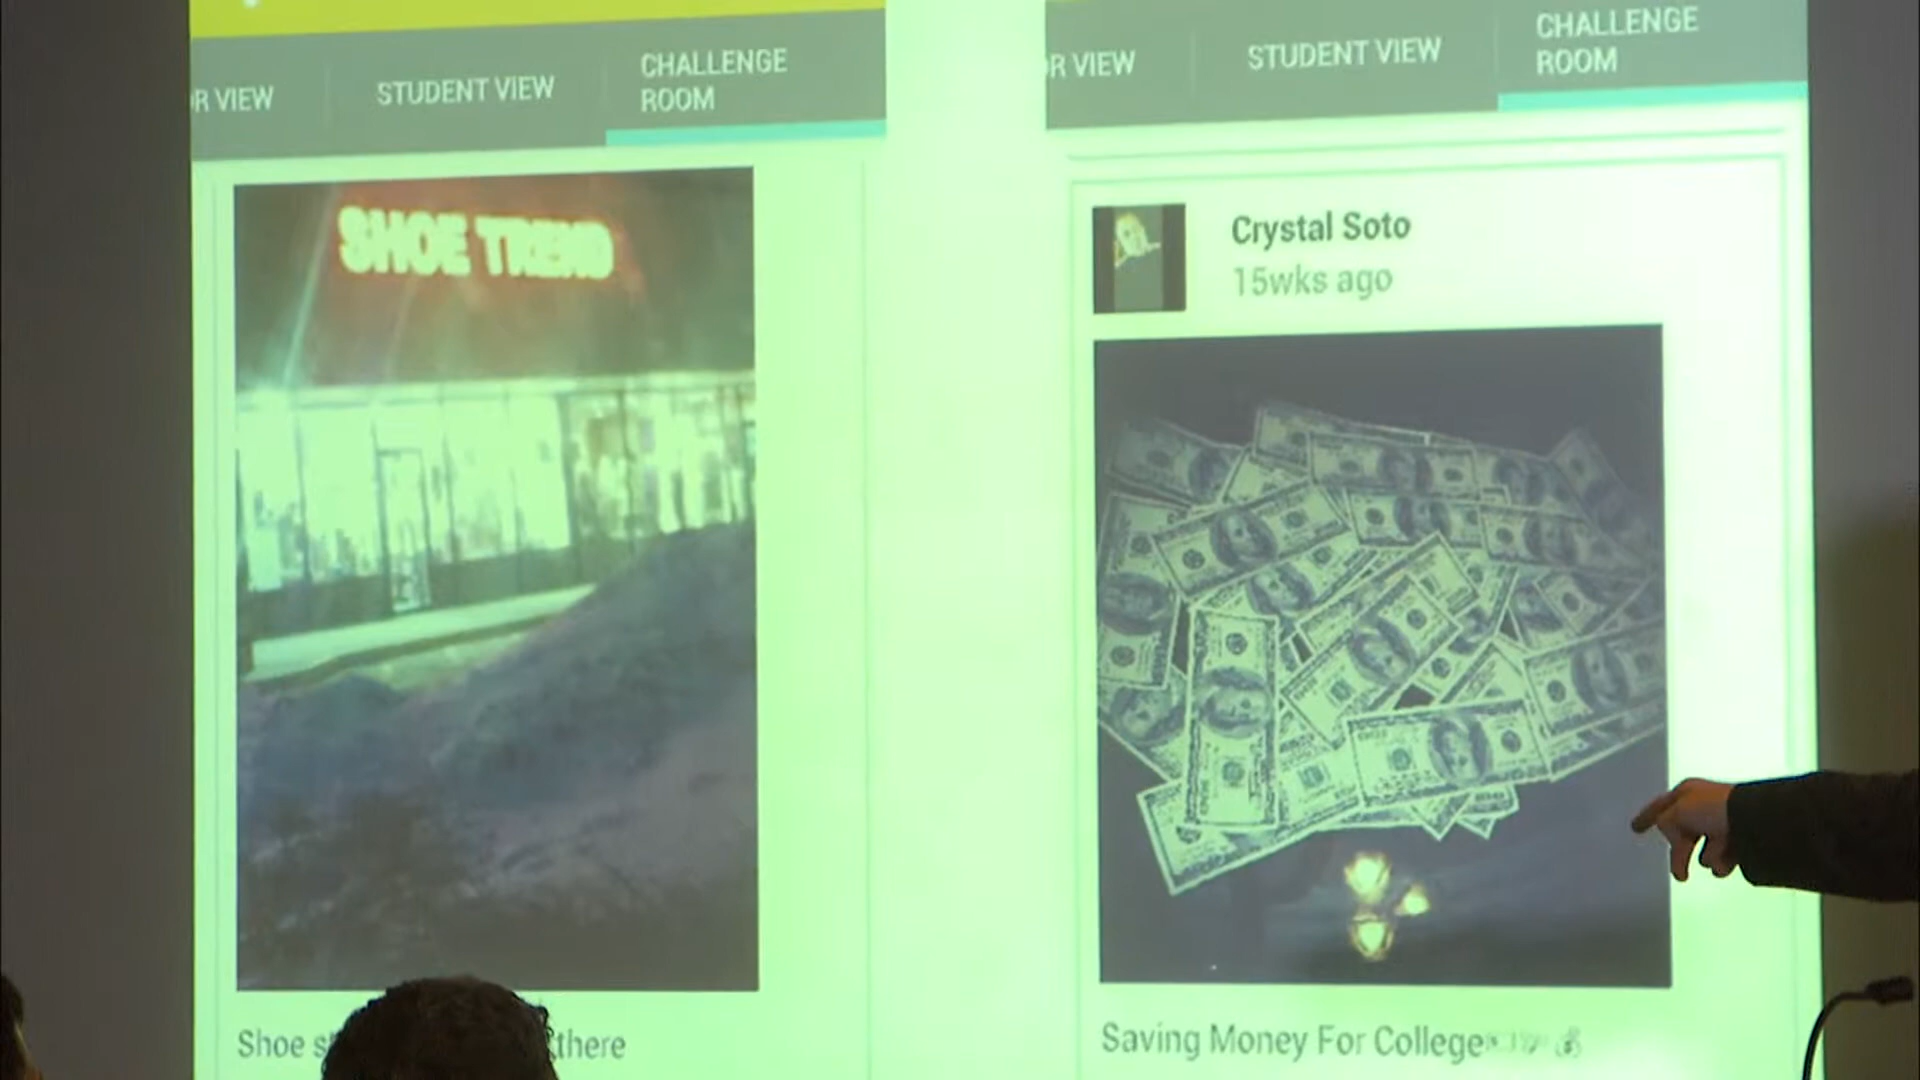 R VIEW
STUDENT VIEW
CHALLENGE
ROOM
SHOE TREND
Shoe
there
R VIEW
STUDENT VIEW
CHALLENGE
ROOM
Crystal Soto
15wks ago
Saving Money For College